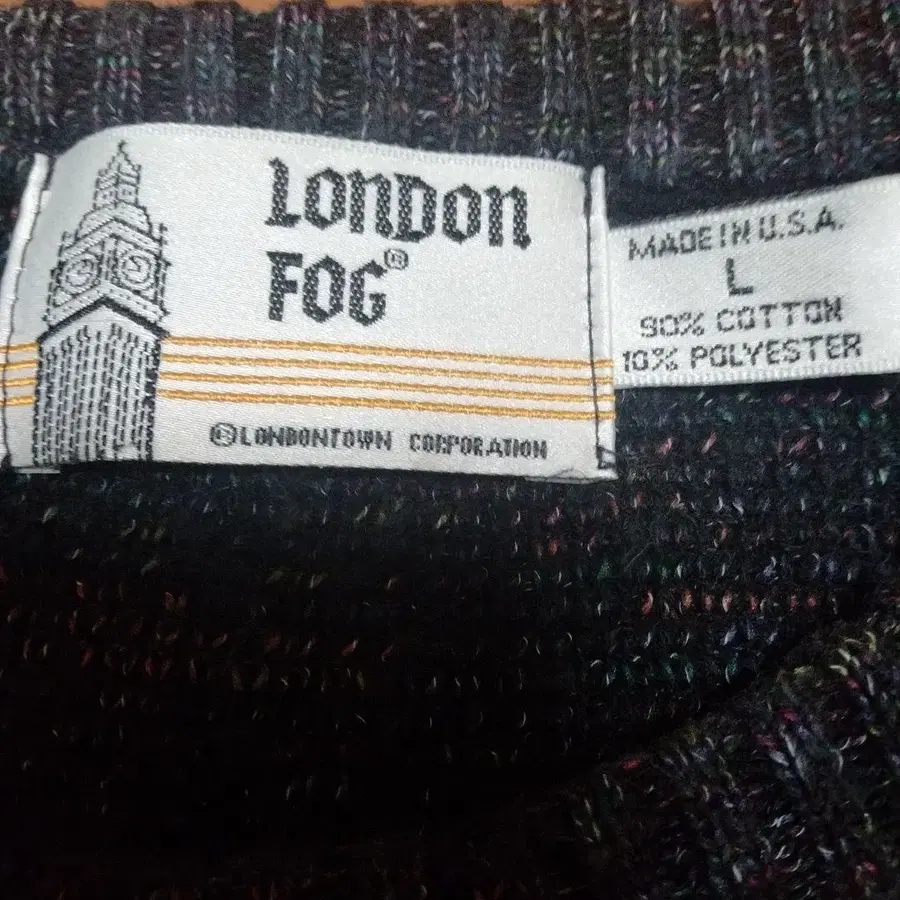 LONDON
FOG®
®LONDONTOWN CORPORATION
MADE IN U.S.A.
L
90% COTTON
10% POLYESTER